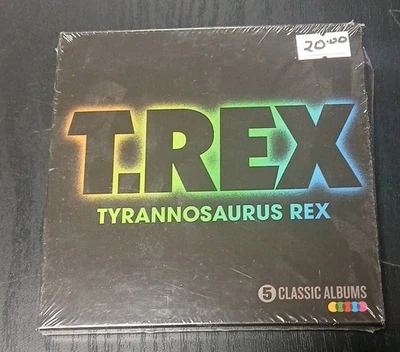 20.00
T.REX
TYRANNOSAURUS REX
5 CLASSIC ALBUMS